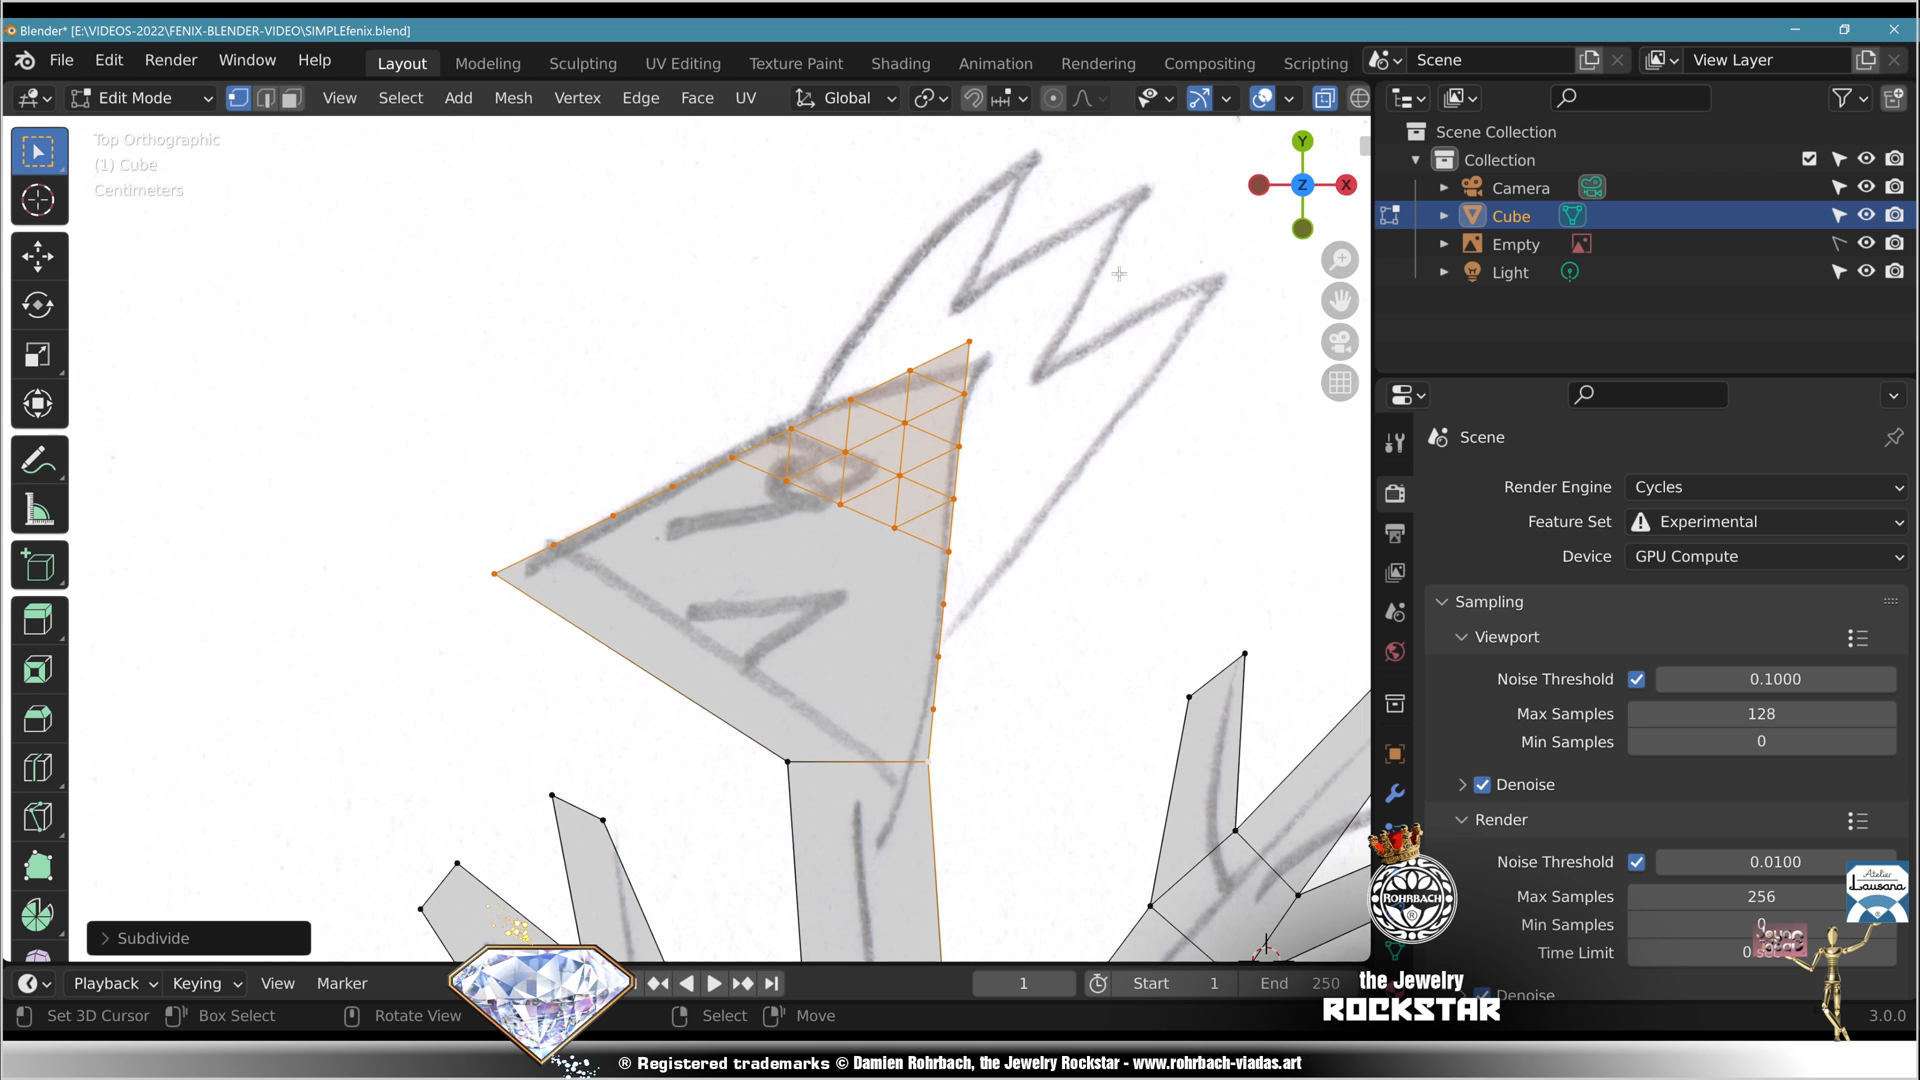 Blender* [E:\VIDEOS-2022\FENIX-BLENDER-VIDEO\SIMPLEfenix.blend]
File Edit Render Window Help Layout Modeling Sculpting UV Editing Texture Paint Shading Animation Rendering Compositing Scripting Scene View Layer
Edit Mode View Select Add Mesh Vertex Edge Face UV Global
Top Orthographic
(1) Cube
Centimeters
Y
Z
X
Scene Collection
Collection
Camera
Cube
Empty
Light
Scene
Render Engine Cycles
Feature Set Experimental
Device GPU Compute
Sampling
Viewport
Noise Threshold 0.1000
Max Samples 128
Min Samples 0
Denoise
Render
Noise Threshold 0.0100
Max Samples 256
Min Samples 0
Time Limit 0
Denoise
Subdivide
ROHRBACH
®
Atelier
Lausana
Playback Keying View Marker 1 Start 1 End 250
Set 3D Cursor Box Select Rotate View Select Move 3.0.0
the Jewelry
ROCKSTAR
® Registered trademarks © Damien Rohrbach, the Jewelry Rockstar - www.rohrbach-viadas.art